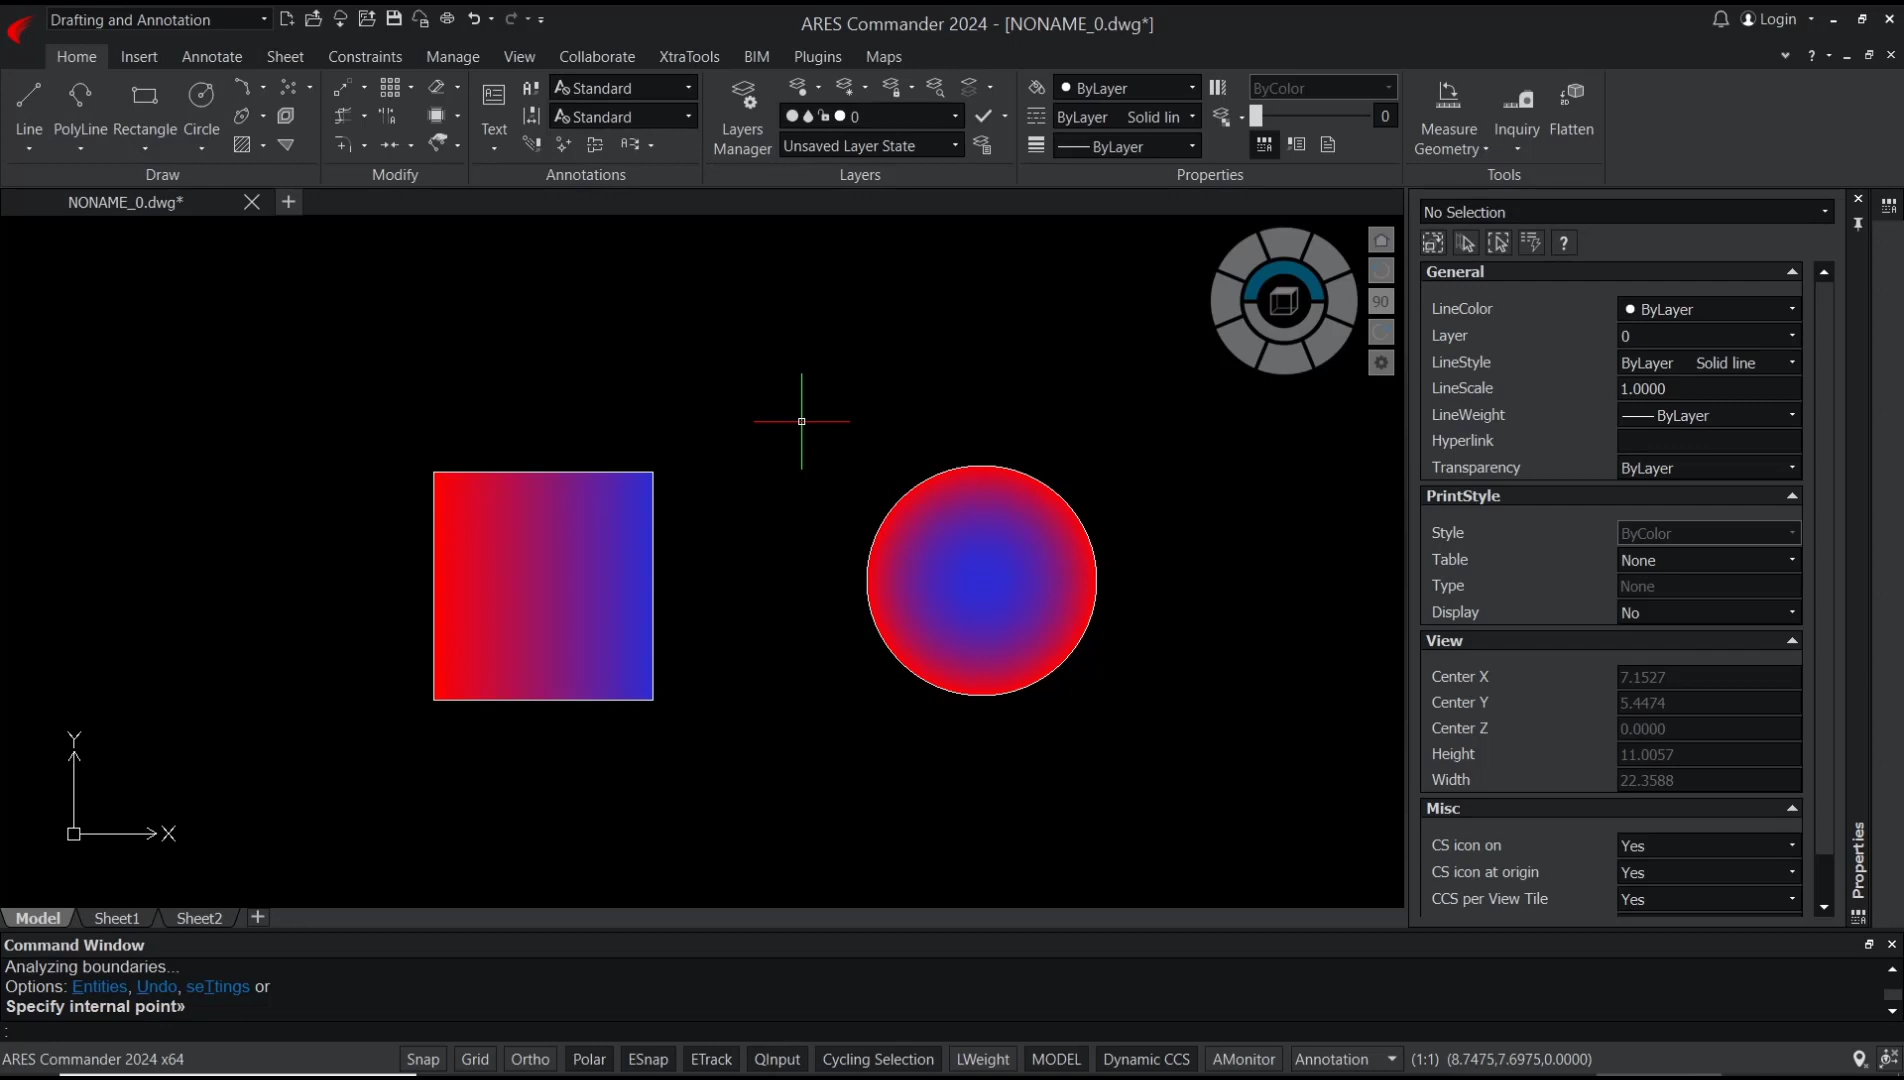 Drafting and Annotation
ARES Commander 2024 - [NONAME_0.dwg*]
Login
Home Insert Annotate Sheet Constraints Manage View Collaborate XtraTools BIM Plugins Maps
Line PolyLine Rectangle Circle
Draw
Modify
Text
Standard
Standard
Annotations
Layers
Manager
0
Unsaved Layer State
Layers
ByLayer
ByLayer Solid lin
ByLayer
ByColor
0
Properties
Measure
Geometry
Inquiry
Flatten
Tools
NONAME_0.dwg*
90
Y
X
No Selection
General
LineColor ByLayer
Layer 0
LineStyle ByLayer Solid line
LineScale 1.0000
LineWeight ByLayer
Hyperlink
Transparency ByLayer
PrintStyle
Style ByColor
Table None
Type None
Display No
View
Center X 7.1527
Center Y 5.4474
Center Z 0.0000
Height 11.0057
Width 22.3588
Misc
CS icon on Yes
CS icon at origin Yes
CCS per View Tile Yes
Properties
Model Sheet1 Sheet2
Command Window
Analyzing boundaries...
Options: Entities, Undo, seTtings or
Specify internal point»
:
ARES Commander 2024 x64 Snap Grid Ortho Polar ESnap ETrack QInput Cycling Selection LWeight MODEL Dynamic CCS AMonitor Annotation (1:1) (8.7475,7.6975,0.0000)